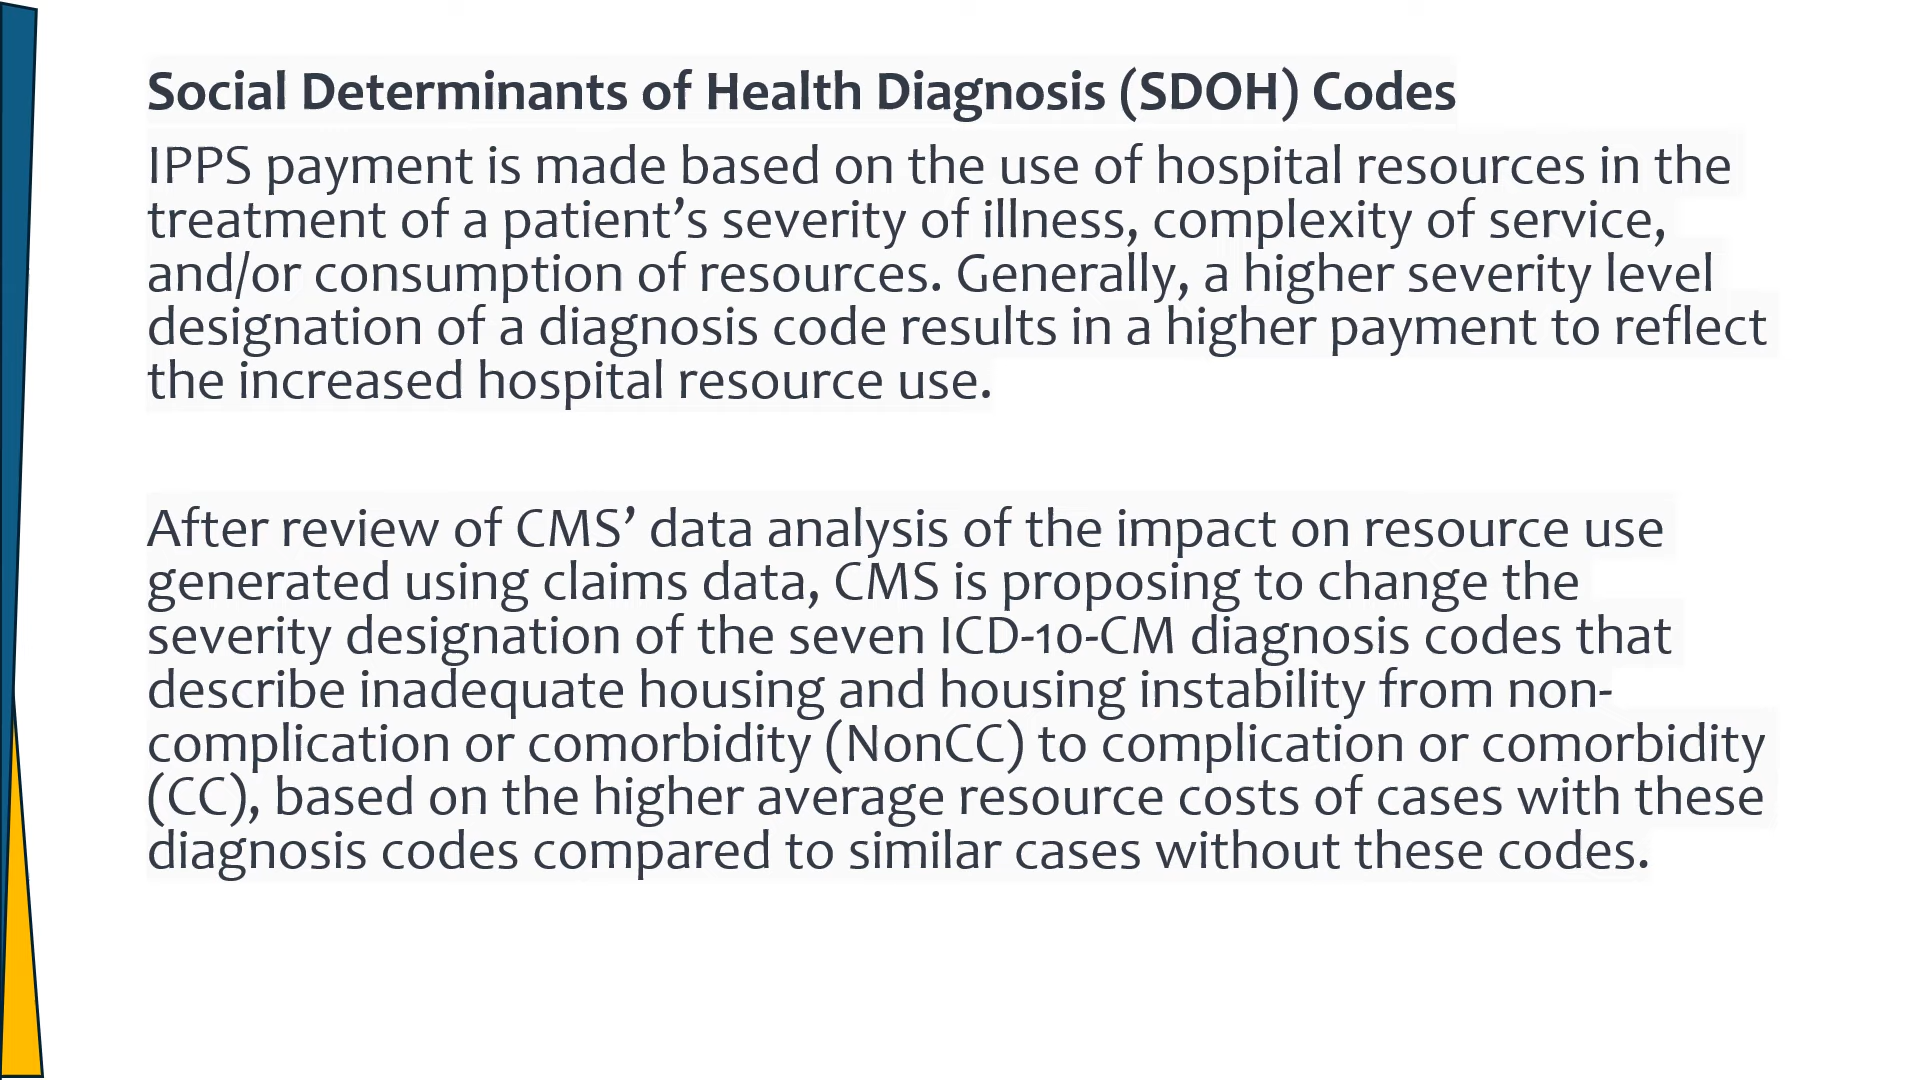 Social Determinants of Health Diagnosis (SDOH) Codes
IPPS payment is made based on the use of hospital resources in the
treatment of a patient’s severity of illness, complexity of service,
and/or consumption of resources. Generally, a higher severity level
designation of a diagnosis code results in a higher payment to reflect
the increased hospital resource use.
After review of CMS’ data analysis of the impact on resource use
generated using claims data, CMS is proposing to change the
severity designation of the seven ICD-10-CM diagnosis codes that
describe inadequate housing and housing instability from non-
complication or comorbidity (NonCC) to complication or comorbidity
(CC), based on the higher average resource costs of cases with these
diagnosis codes compared to similar cases without these codes.